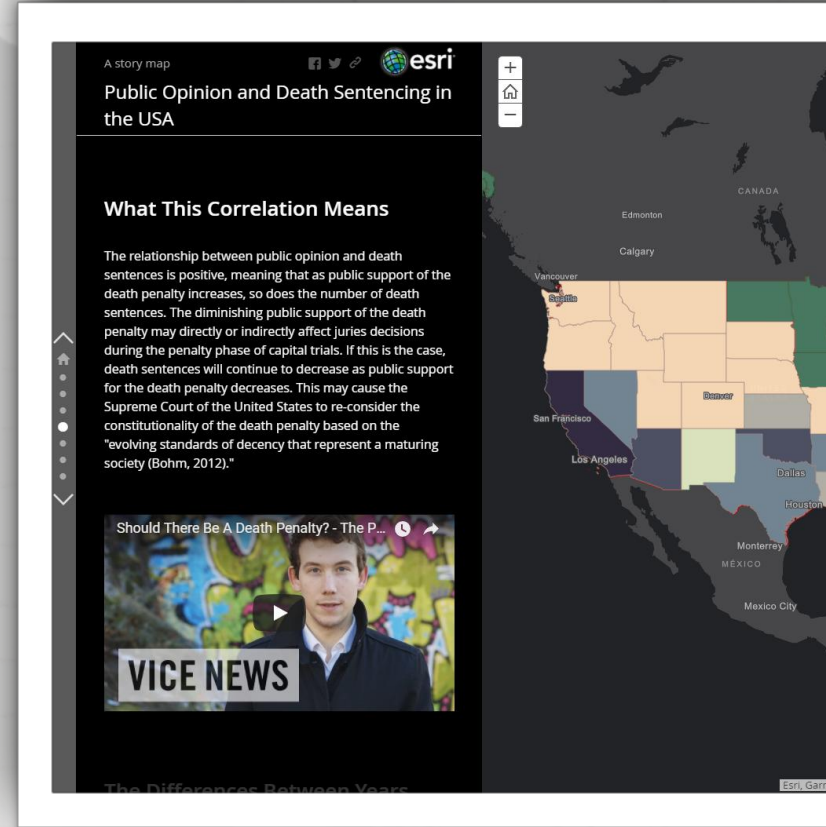 A story map
esri
Public Opinion and Death Sentencing in
the USA
What This Correlation Means
The relationship between public opinion and death
sentences is positive, meaning that as public support of the
death penalty increases, so does the number of death
sentences. The diminishing public support of the death
penalty may directly or indirectly affect juries decisions
during the penalty phase of capital trials. If this is the case,
death sentences will continue to decrease as public support
for the death penalty decreases. This may cause the
Supreme Court of the United States to re-consider the
constitutionality of the death penalty based on the
"evolving standards of decency that represent a maturing
society (Bohm, 2012)."
Should There Be A Death Penalty? - The P...
VICE NEWS
The Differences Between Years
CANADA
Edmonton
Calgary
Vancouver
Seattle
Denver
San Francisco
Los Angeles
Dallas
Houston
Monterrey
MÉXICO
Mexico City
Esri, Garr